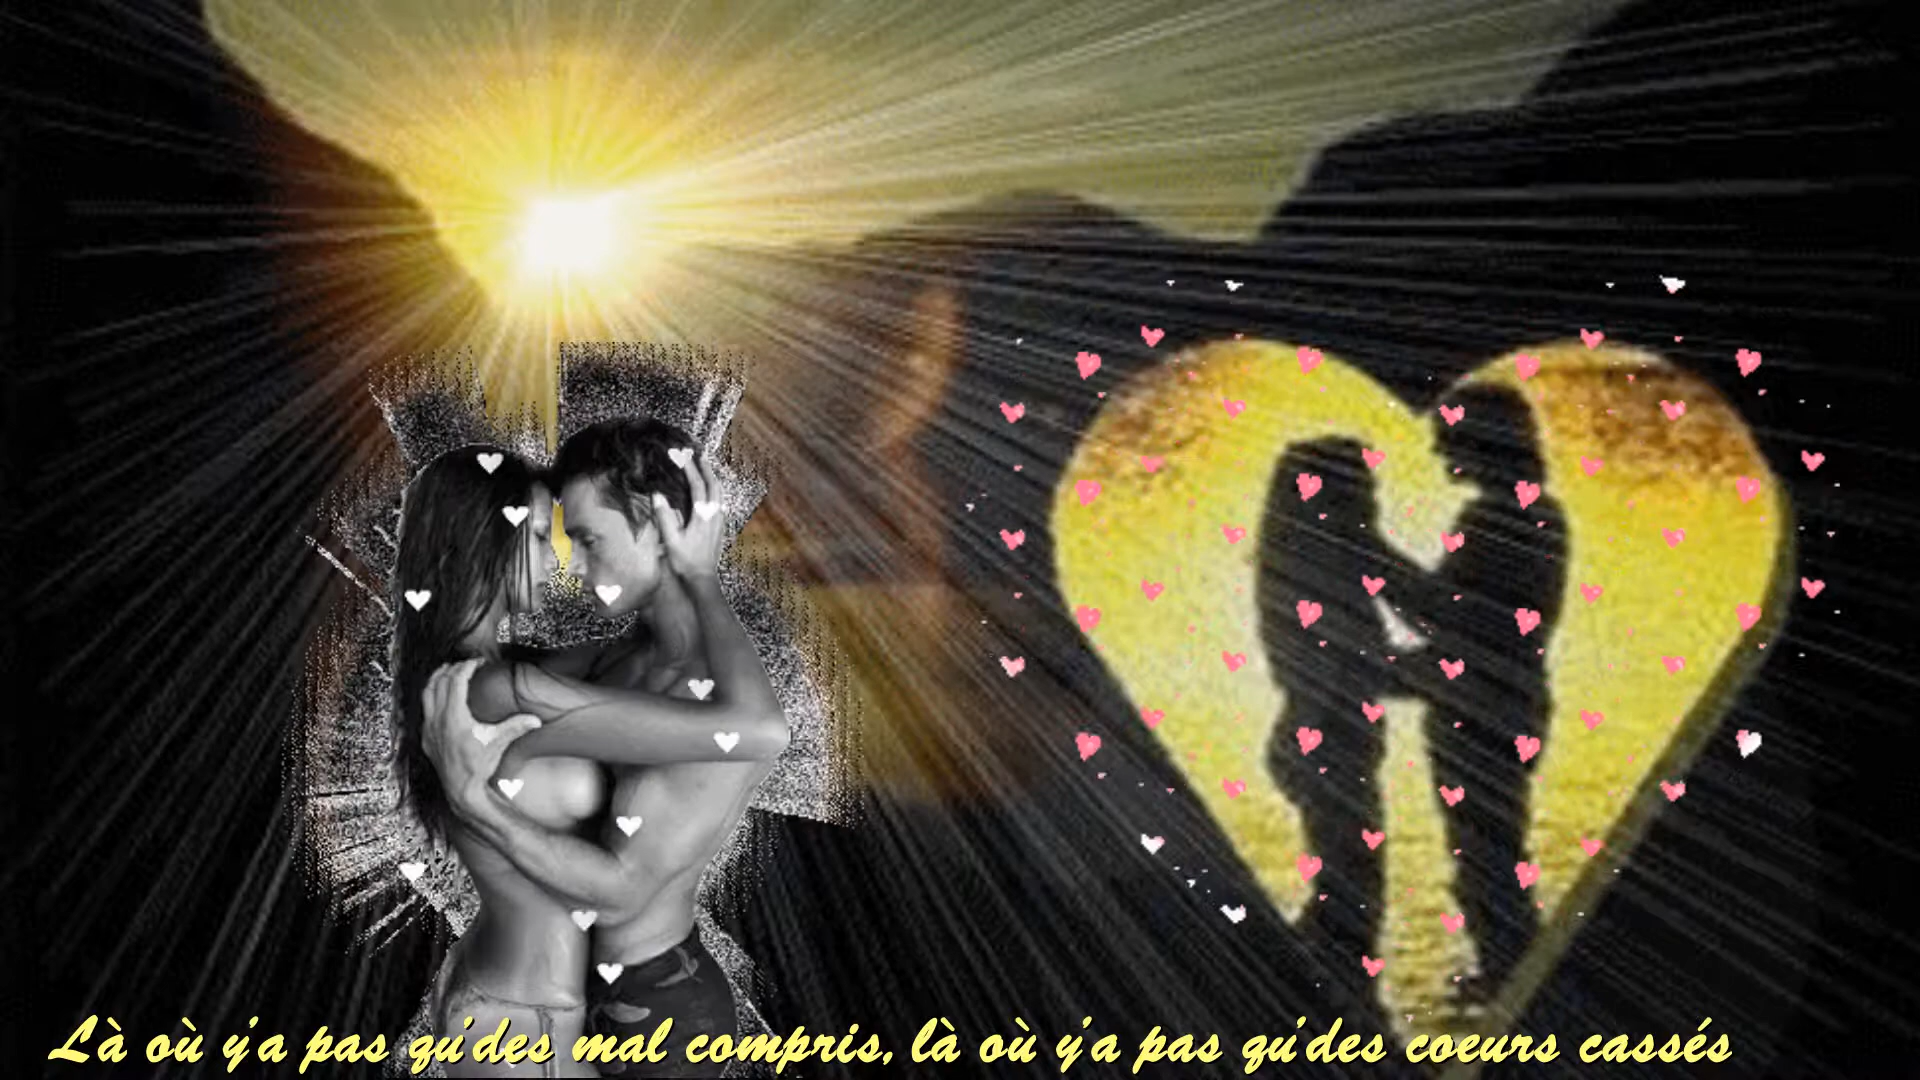 Là où y'a pas qu'des mal compris, là où y'a pas qu'des coeurs cassés